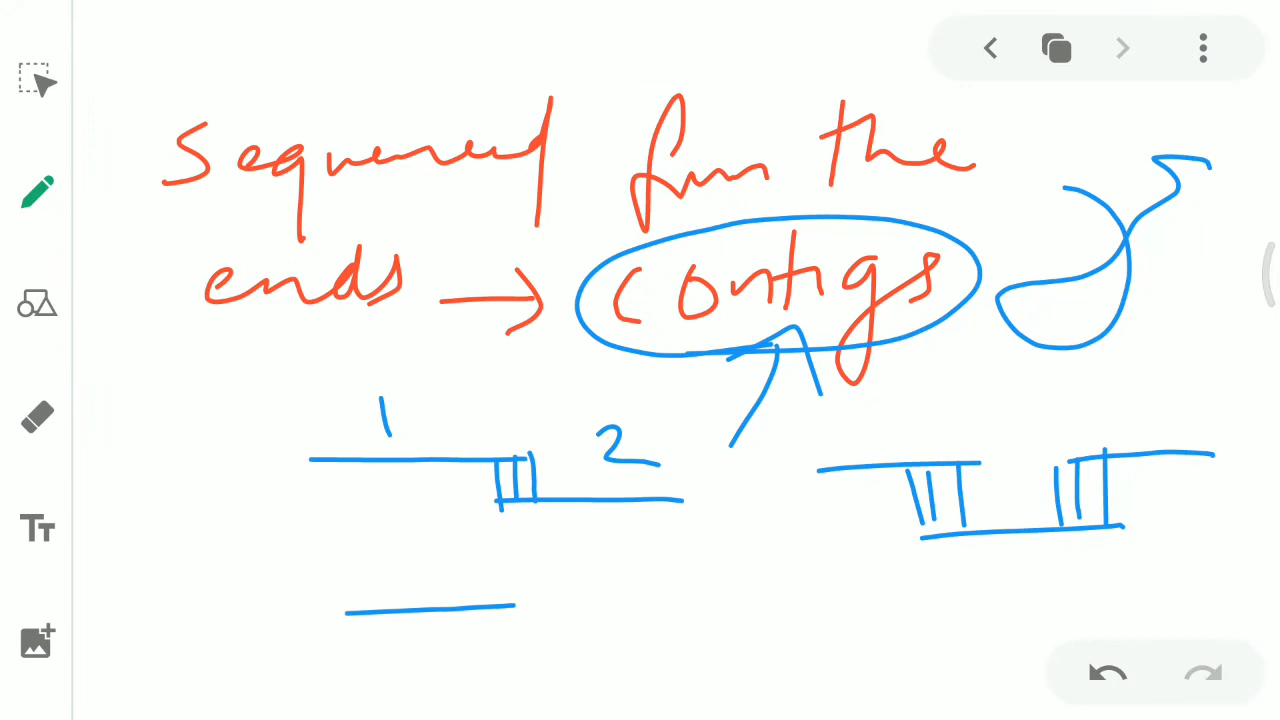 Sequenced from the
ends → contigs
1
2